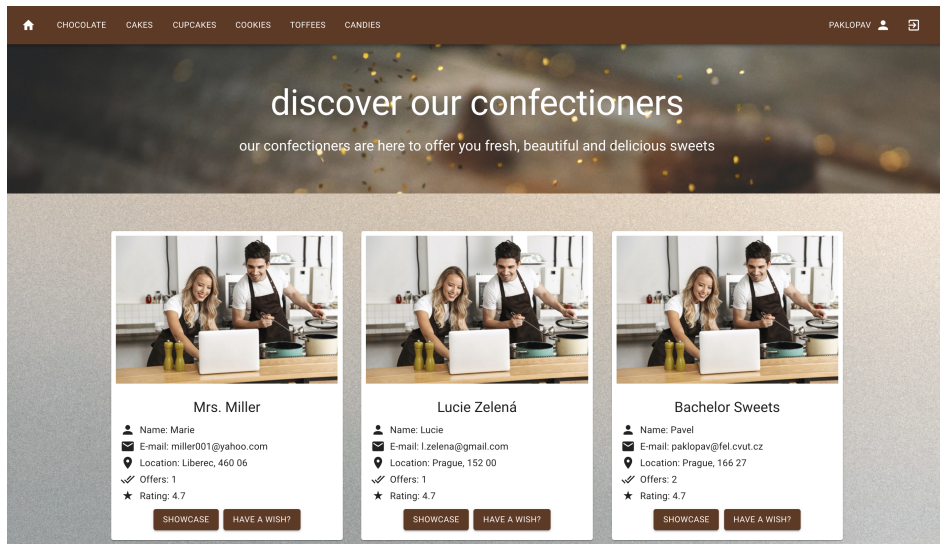 CHOCOLATE CAKES CUPCAKES COOKIES TOFFEES CANDIES PAKLOPAV
discover our confectioners
our confectioners are here to offer you fresh, beautiful and delicious sweets
Mrs. Miller
Name: Marie
E-mail: miller001@yahoo.com
Location: Liberec, 460 06
Offers: 1
Rating: 4.7
SHOWCASE HAVE A WISH?
Lucie Zelená
Name: Lucie
E-mail: l.zelena@gmail.com
Location: Prague, 152 00
Offers: 1
Rating: 4.7
SHOWCASE HAVE A WISH?
Bachelor Sweets
Name: Pavel
E-mail: paklopav@fel.cvut.cz
Location: Prague, 166 27
Offers: 2
Rating: 4.7
SHOWCASE HAVE A WISH?